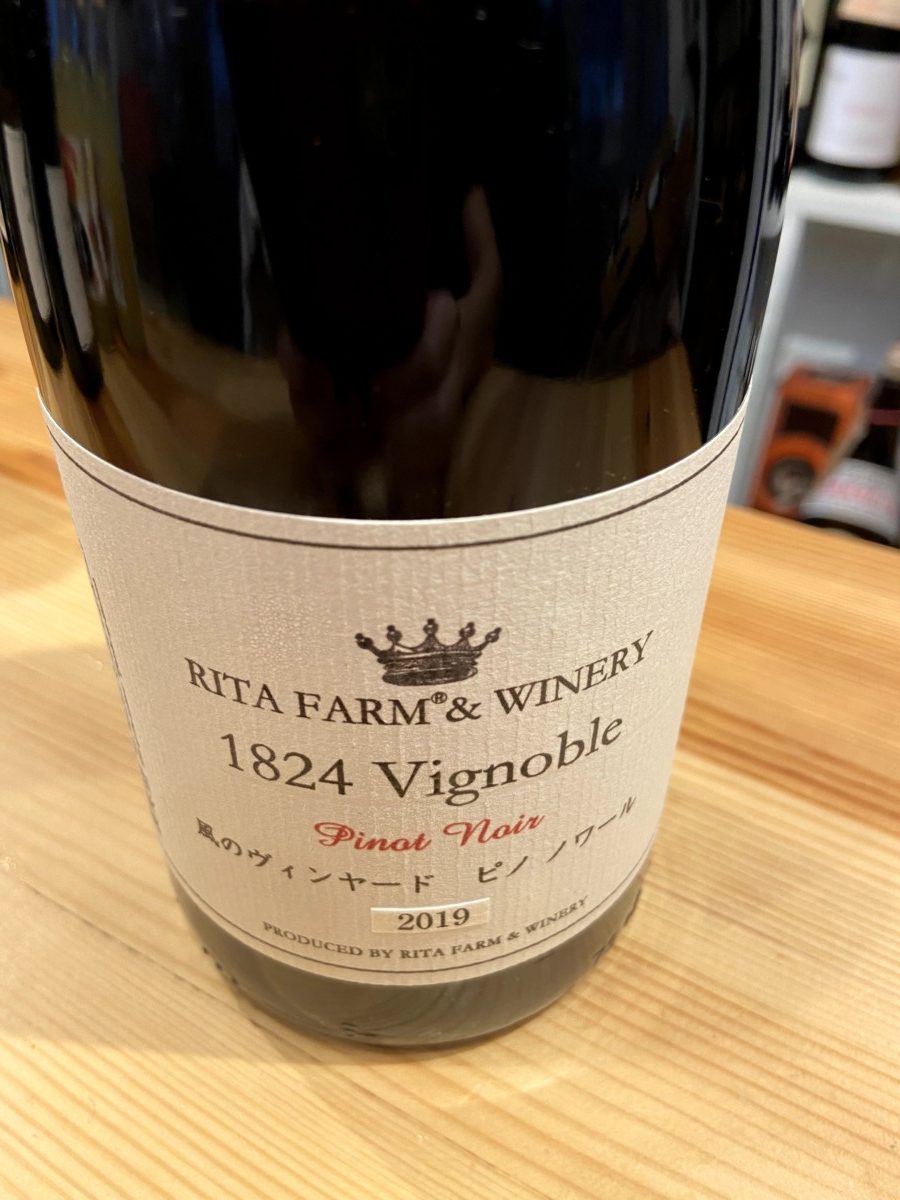 RITA FARM® & WINERY
1824 Vignoble
Pinot Noir
風のヴィンヤード ピノ ノワール
2019
PRODUCED BY RITA FARM & WINERY